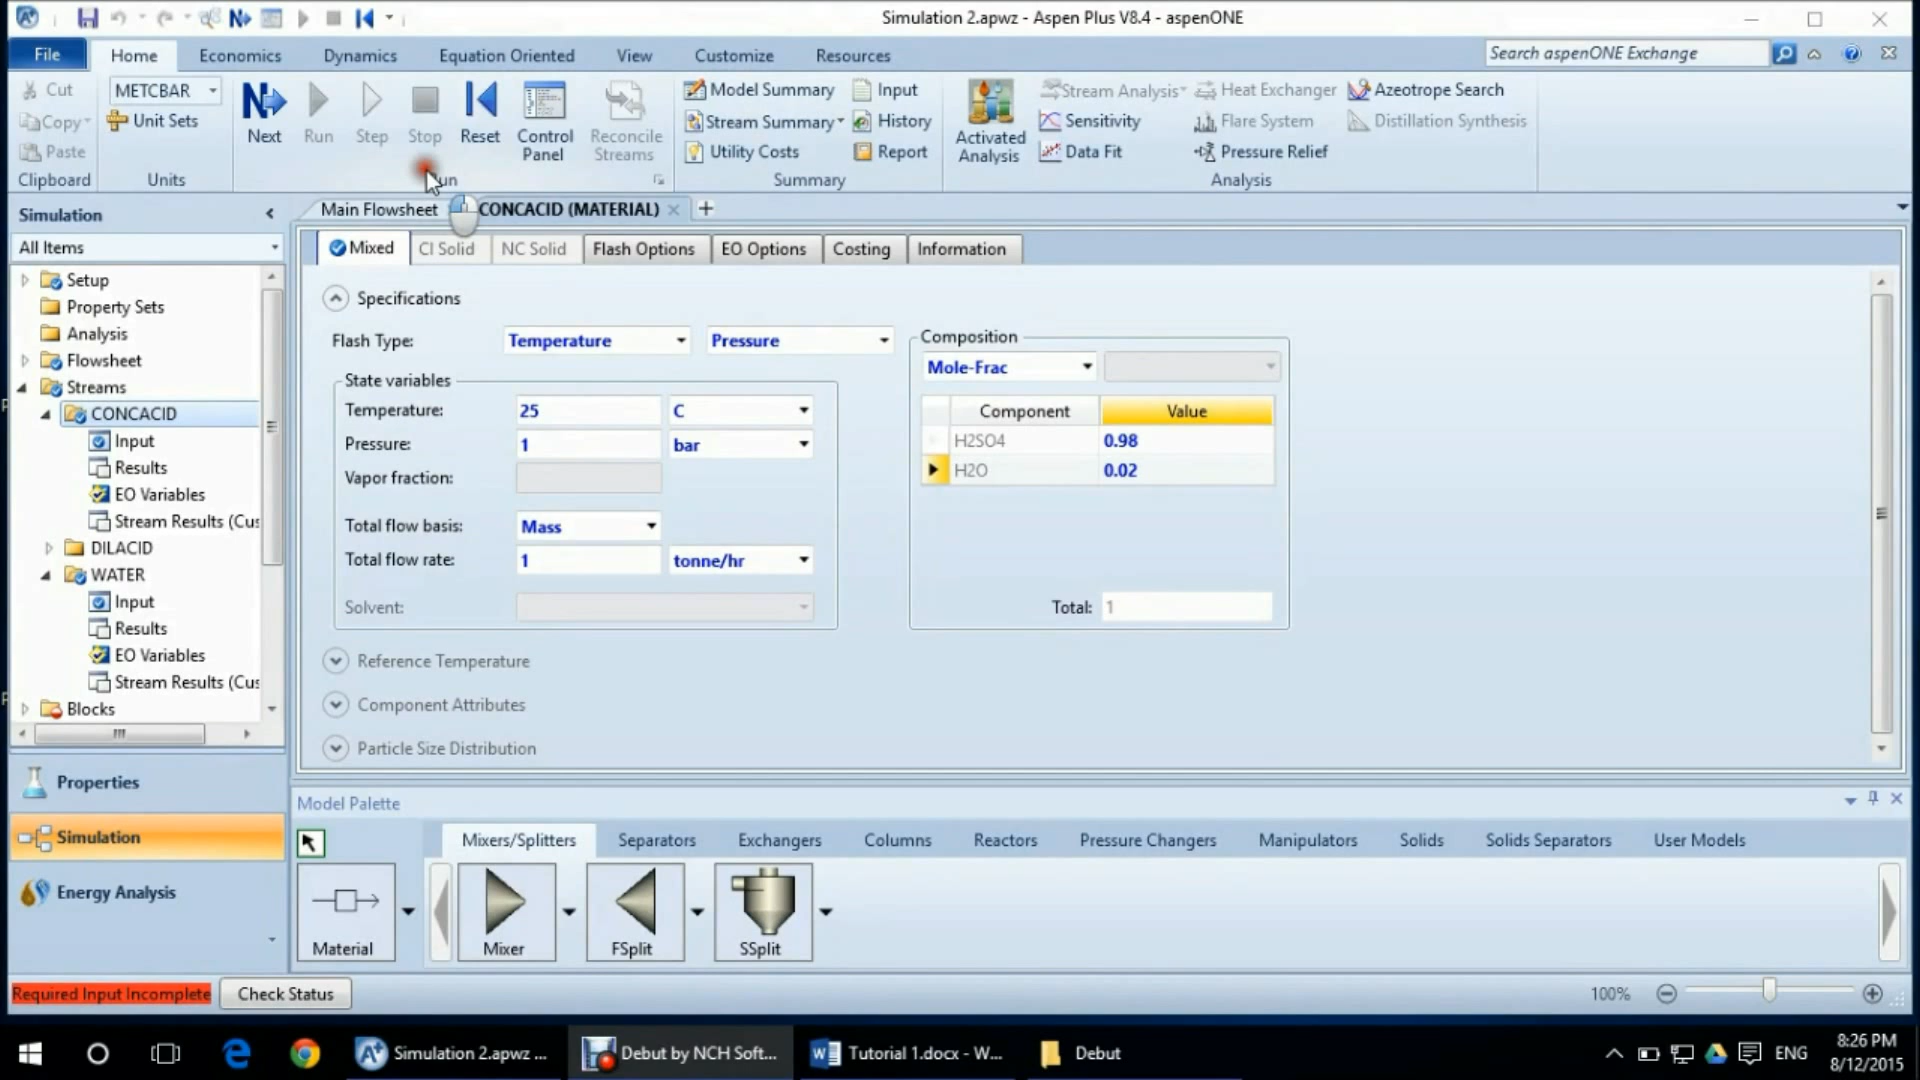 Simulation 2.apwz - Aspen Plus V8.4 - aspenONE
File Home Economics Dynamics Equation Oriented View Customize Resources Search aspenONE Exchange
Cut METCBAR Model Summary Input Stream Analysis Heat Exchanger Azeotrope Search
Copy Unit Sets Next Run Step Stop Reset Control Panel Reconcile Streams Stream Summary History Activated Analysis Sensitivity Flare System Distillation Synthesis
Paste Utility Costs Report Data Fit Pressure Relief
Clipboard Units un Summary Analysis
Simulation Main Flowsheet CONCACID (MATERIAL)
All Items Mixed CI Solid NC Solid Flash Options EO Options Costing Information
Setup
Property Sets
Analysis
Flowsheet
Streams
CONCACID
Input
Results
EO Variables
Stream Results (Cus
DILACID
WATER
Input
Results
EO Variables
Stream Results (Cus
Blocks
Specifications
Flash Type: Temperature Pressure
State variables
Temperature: 25 C
Pressure: 1 bar
Vapor fraction:
Total flow basis: Mass
Total flow rate: 1 tonne/hr
Solvent:
Composition
Mole-Frac
Component Value
H2SO4 0.98
H2O 0.02
Total: 1
Reference Temperature
Component Attributes
Particle Size Distribution
Properties
Simulation
Energy Analysis
Model Palette
Mixers/Splitters Separators Exchangers Columns Reactors Pressure Changers Manipulators Solids Solids Separators User Models
Material Mixer FSplit SSplit
Required Input Incomplete Check Status 100%
Simulation 2.apwz ... Debut by NCH Soft... Tutorial 1.docx - W... Debut ENG 8:26 PM
8/12/2015